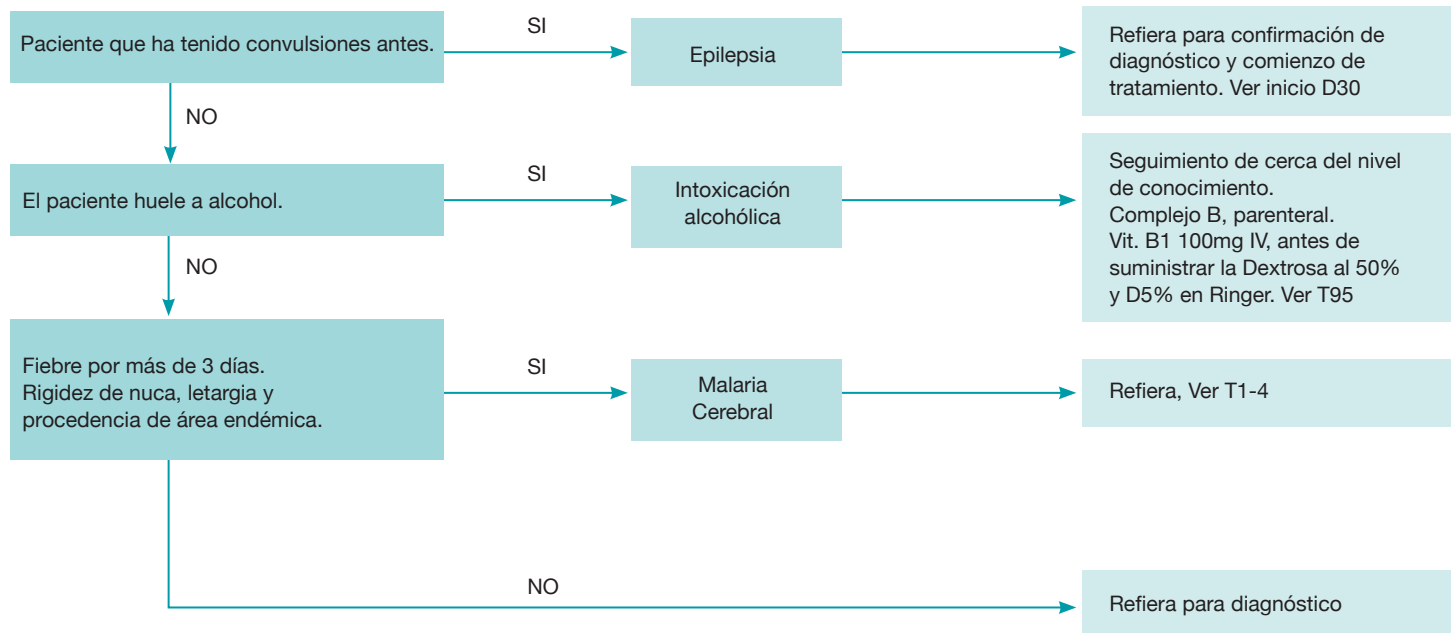 Paciente que ha tenido convulsiones antes.
SI
Epilepsia
Refiera para confirmación de
diagnóstico y comienzo de
tratamiento. Ver inicio D30
NO
El paciente huele a alcohol.
SI
Intoxicación
alcohólica
Seguimiento de cerca del nivel
de conocimiento.
Complejo B, parenteral.
Vit. B1 100mg IV, antes de
suministrar la Dextrosa al 50%
y D5% en Ringer. Ver T95
NO
Fiebre por más de 3 días.
Rigidez de nuca, letargia y
procedencia de área endémica.
SI
Malaria
Cerebral
Refiera, Ver T1-4
NO
Refiera para diagnóstico